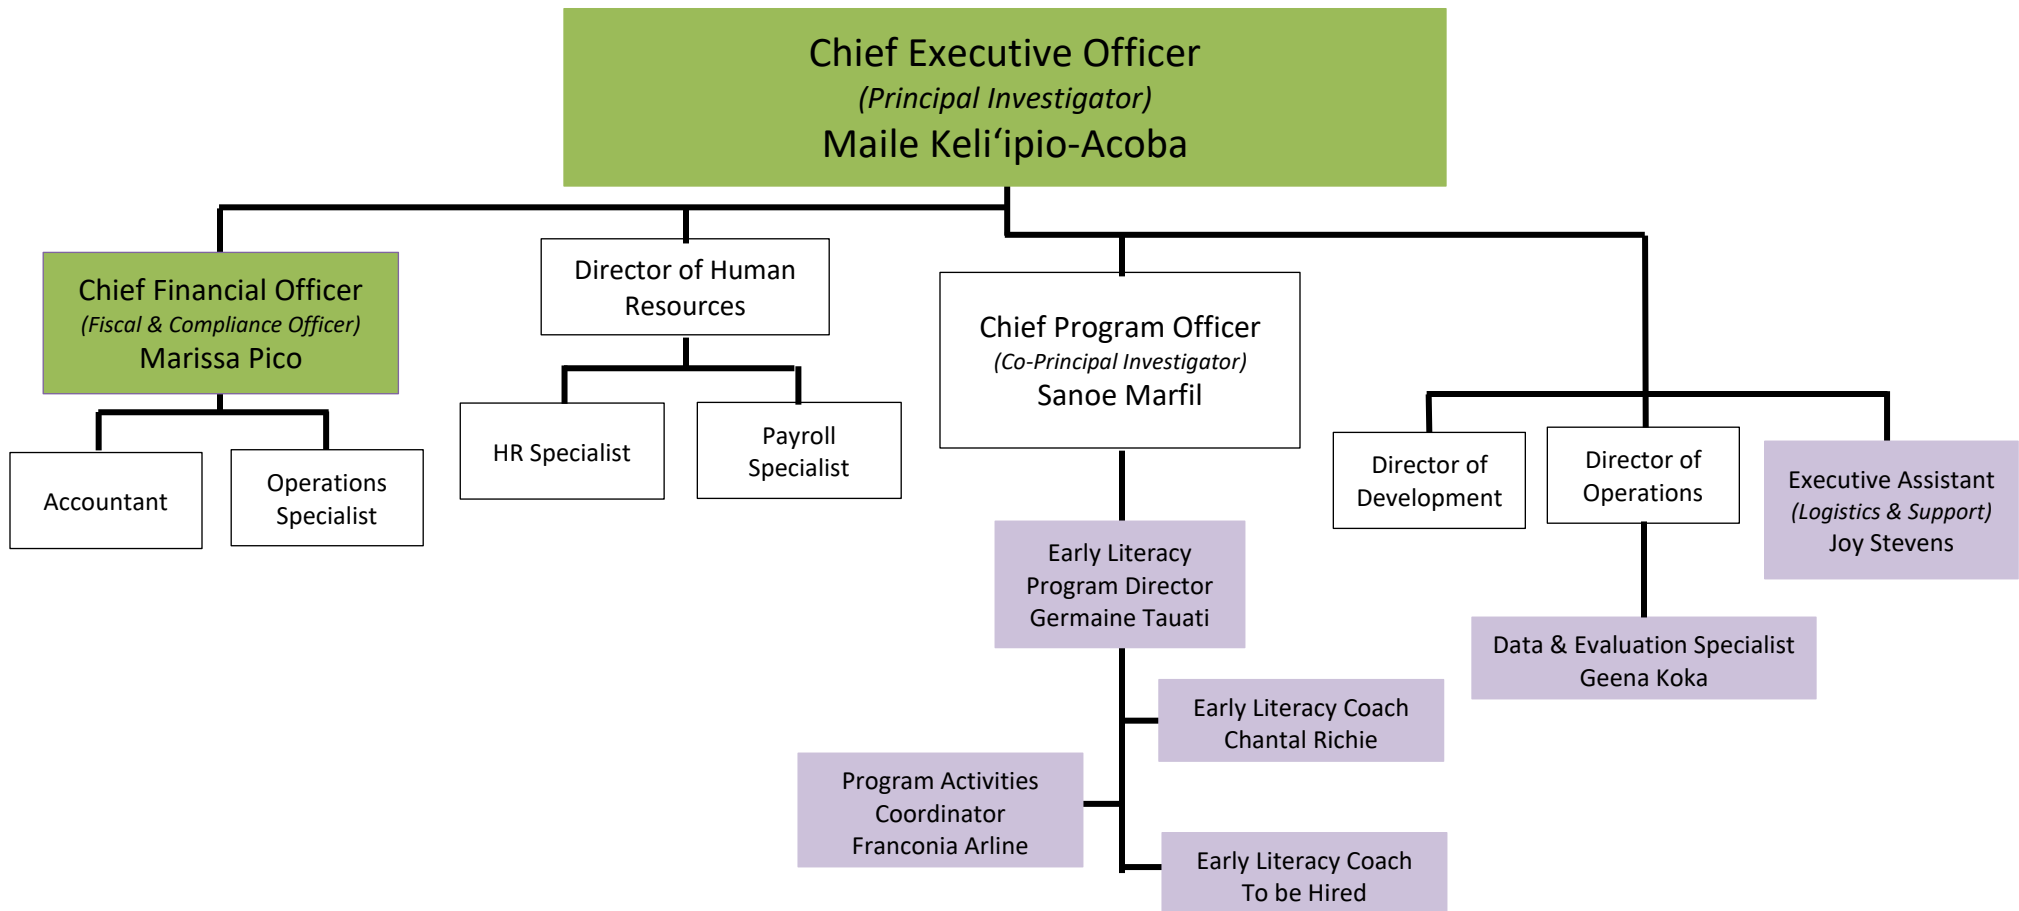 Chief Executive Officer
(Principal Investigator)
Maile Keli‘ipio-Acoba
Chief Financial Officer
(Fiscal & Compliance Officer)
Marissa Pico
Director of Human
Resources
Chief Program Officer
(Co-Principal Investigator)
Sanoe Marfil
Accountant
Operations
Specialist
HR Specialist
Payroll
Specialist
Director of
Development
Director of
Operations
Executive Assistant
(Logistics & Support)
Joy Stevens
Early Literacy
Program Director
Germaine Tauati
Data & Evaluation Specialist
Geena Koka
Early Literacy Coach
Chantal Richie
Program Activities
Coordinator
Franconia Arline
Early Literacy Coach
To be Hired